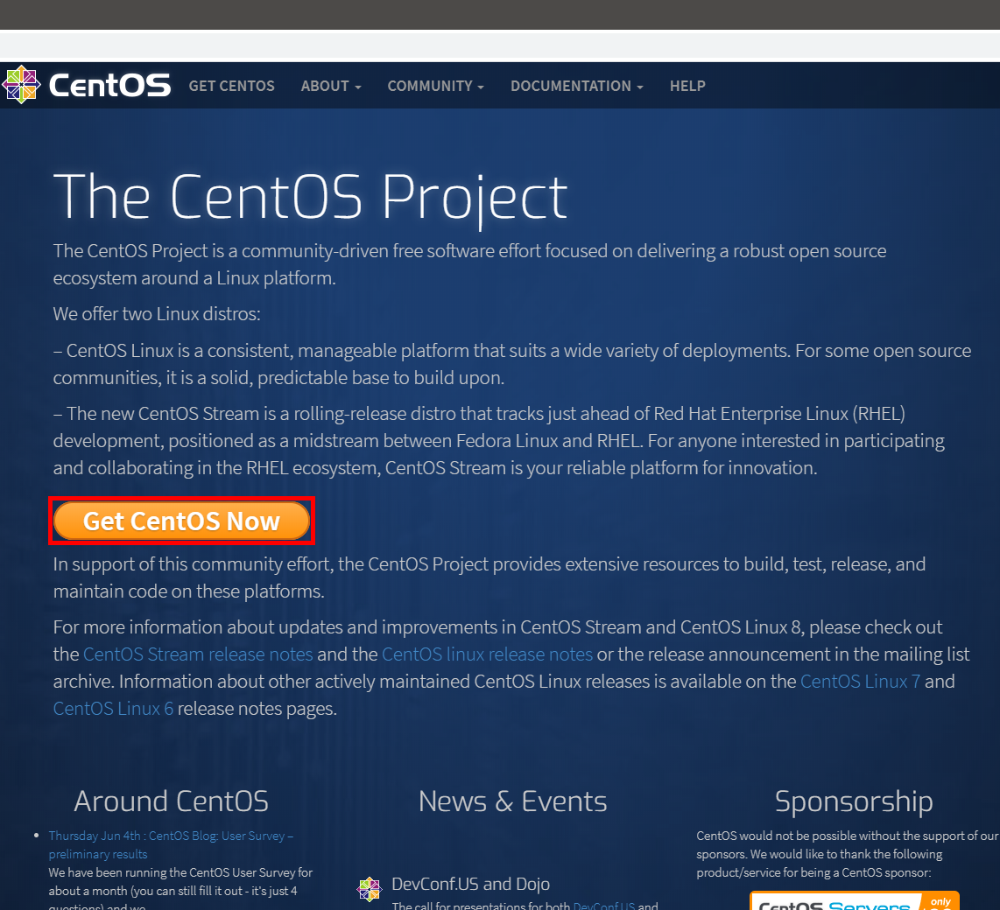 CentOS GET CENTOS ABOUT COMMUNITY DOCUMENTATION HELP
The CentOS Project
The CentOS Project is a community-driven free software effort focused on delivering a robust open source
ecosystem around a Linux platform.
We offer two Linux distros:
– CentOS Linux is a consistent, manageable platform that suits a wide variety of deployments. For some open source
communities, it is a solid, predictable base to build upon.
– The new CentOS Stream is a rolling-release distro that tracks just ahead of Red Hat Enterprise Linux (RHEL)
development, positioned as a midstream between Fedora Linux and RHEL. For anyone interested in participating
and collaborating in the RHEL ecosystem, CentOS Stream is your reliable platform for innovation.
Get CentOS Now
In support of this community effort, the CentOS Project provides extensive resources to build, test, release, and
maintain code on these platforms.
For more information about updates and improvements in CentOS Stream and CentOS Linux 8, please check out
the CentOS Stream release notes and the CentOS linux release notes or the release announcement in the mailing list
archive. Information about other actively maintained CentOS Linux releases is available on the CentOS Linux 7 and
CentOS Linux 6 release notes pages.
Around CentOS
Thursday Jun 4th : CentOS Blog: User Survey –
preliminary results
We have been running the CentOS User Survey for
about a month (you can still fill it out - it's just 4
questions) and we
News & Events
DevConf.US and Dojo
The call for presentations for both DevConf.US and
Sponsorship
CentOS would not be possible without the support of our
sponsors. We would like to thank the following
product/service for being a CentOS sponsor:
CentOS Servers only